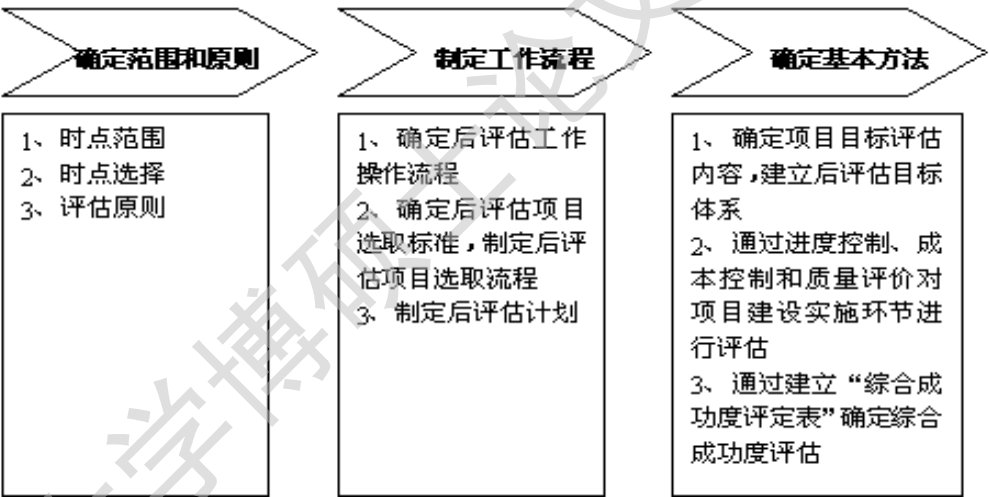 确定范围和原则
制定工作流程
确定基本方法
1、时点范围
2、时点选择
3、评估原则
1、确定后评估工作
操作流程
2、确定后评估项目
选取标准，制定后评
估项目选取流程
3、制定后评估计划
1、确定项目目标评估
内容，建立后评估目标
体系
2、通过进度控制、成
本控制和质量评价对
项目建设实施环节进
行评估
3、通过建立“综合成
功度评定表”确定综合
成功度评估
学博硕士论文